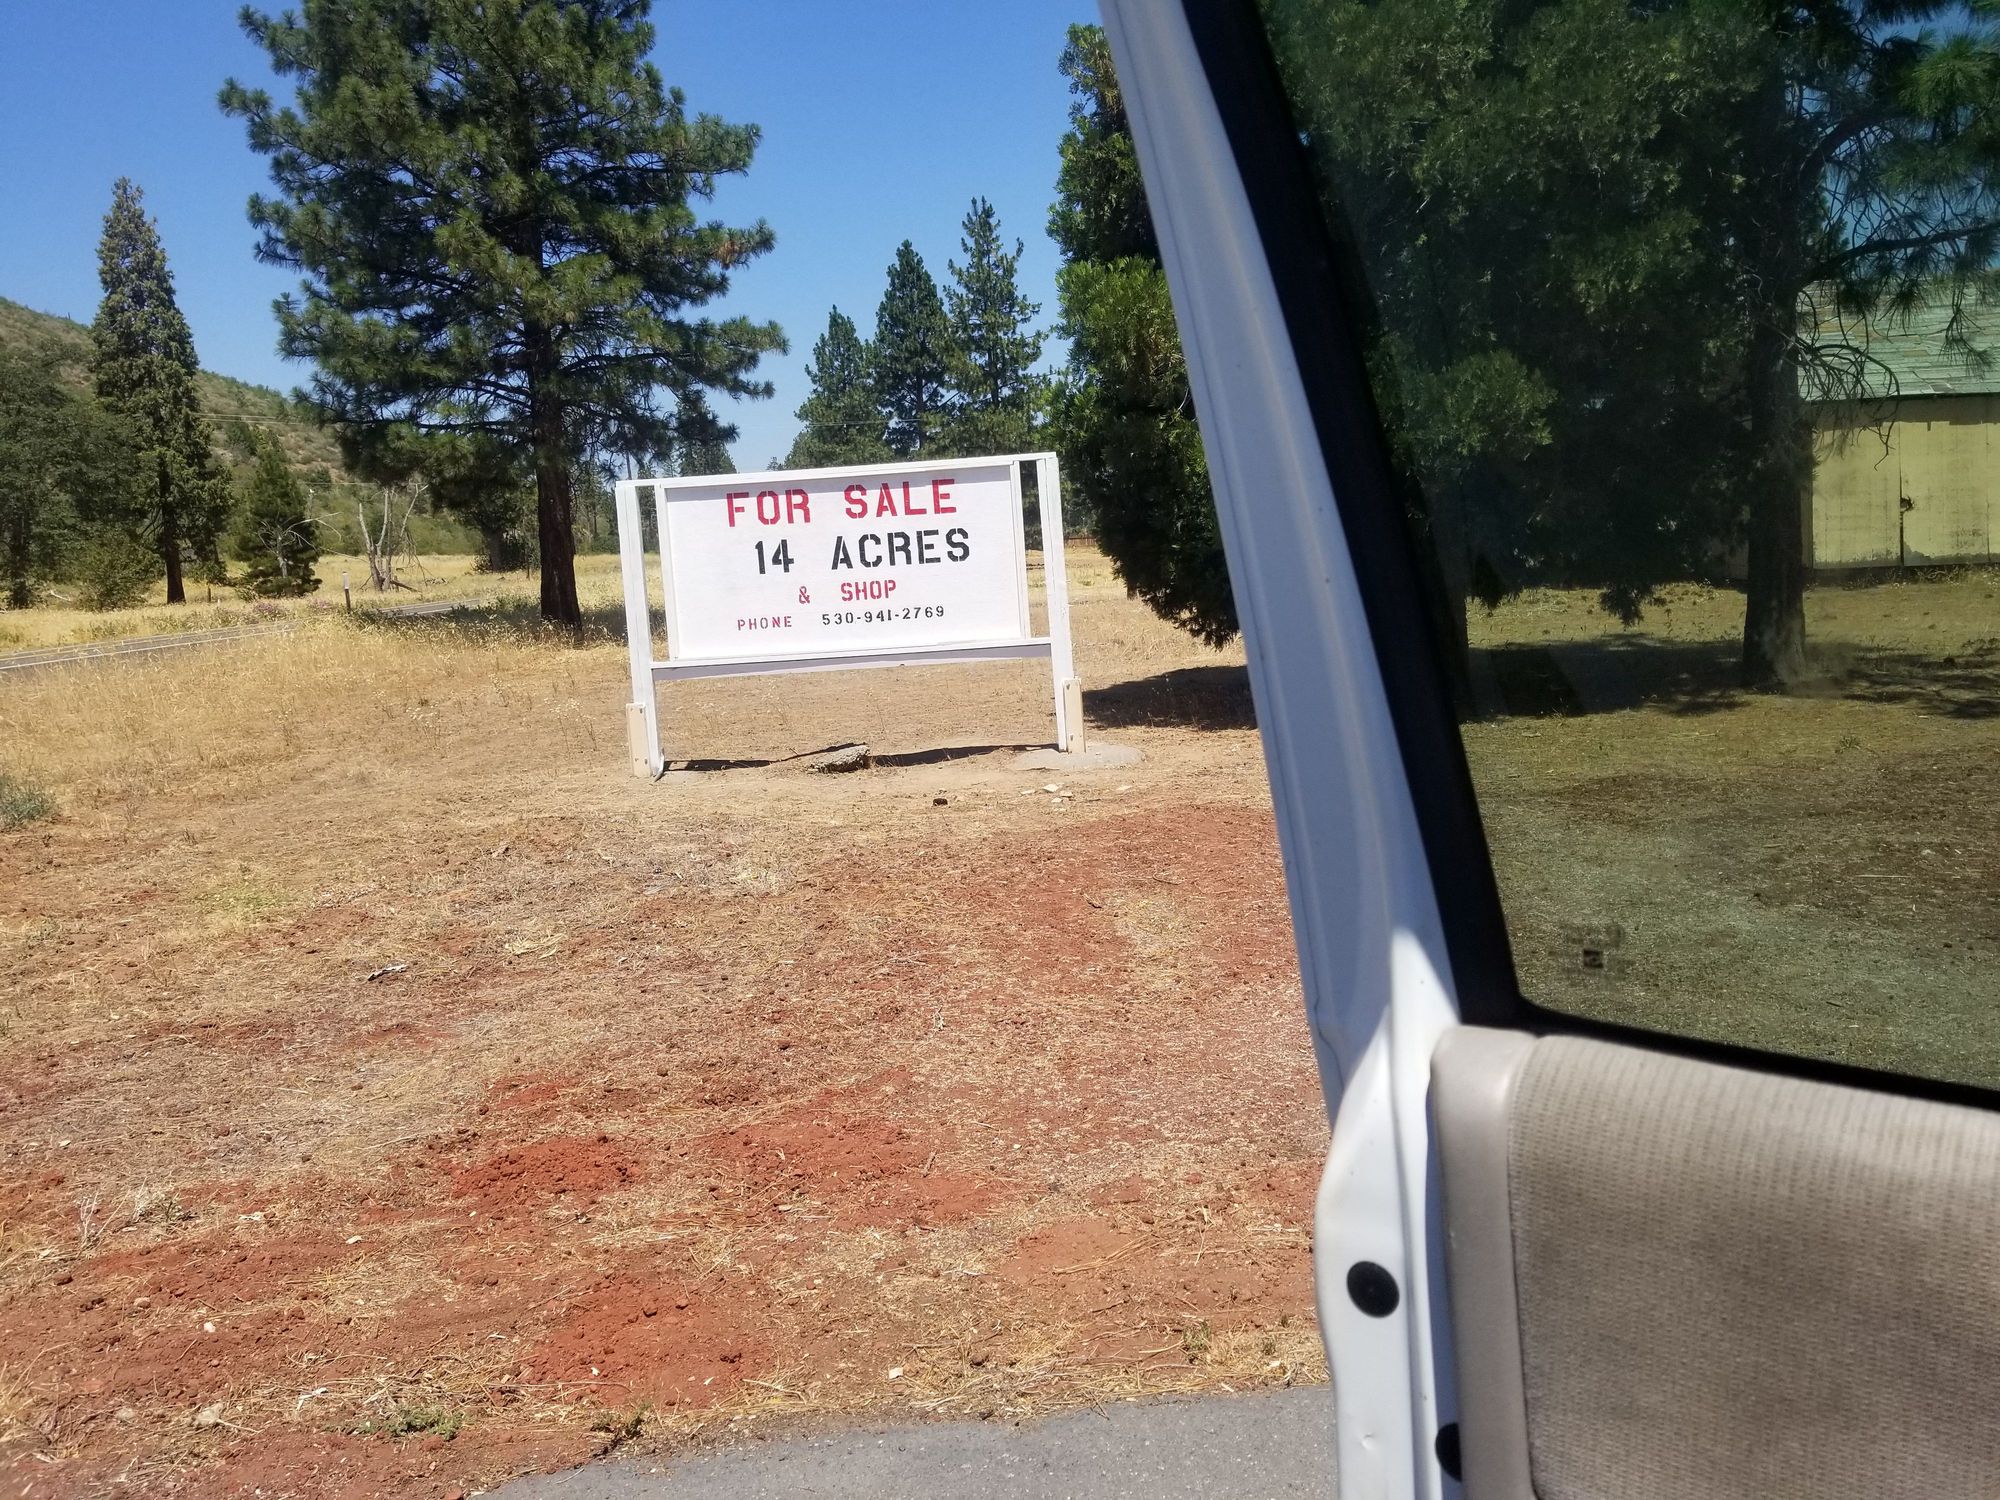 FOR SALE
14 ACRES
& SHOP
PHONE 530-941-2769